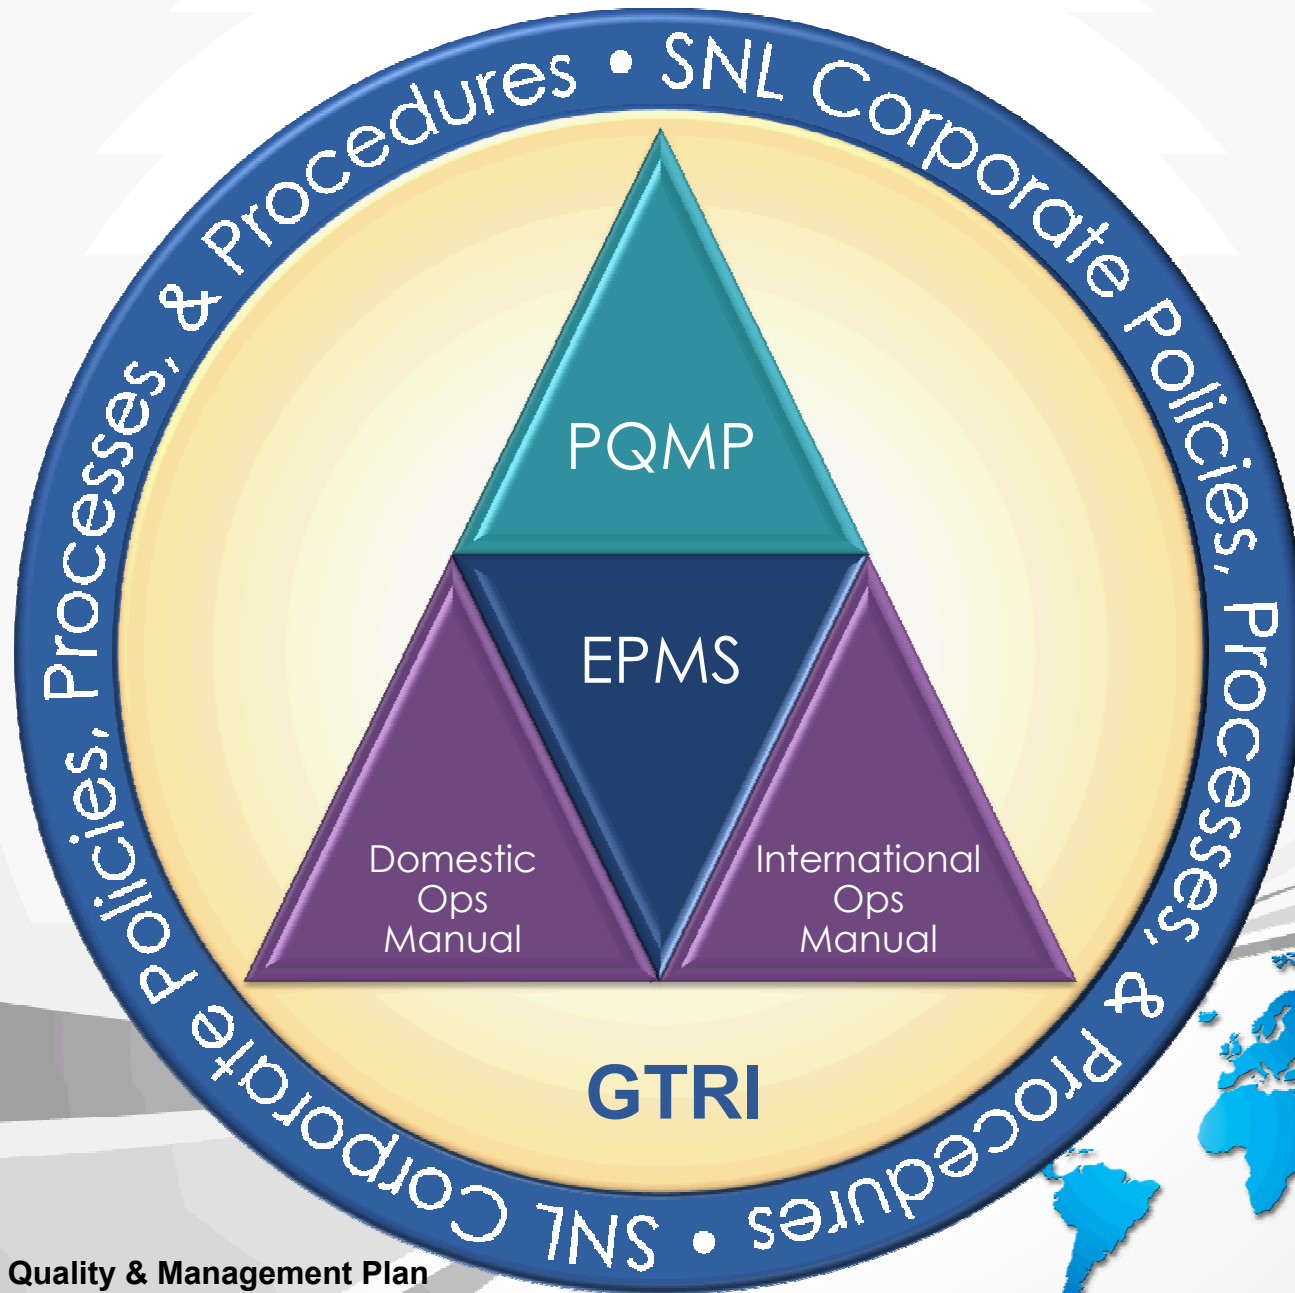 SNL Corporate Policies, Processes, & Procedures • SNL Corporate Policies, Processes, & Procedures •
PQMP
EPMS
Domestic
Ops
Manual
International
Ops
Manual
GTRI
Quality & Management Plan